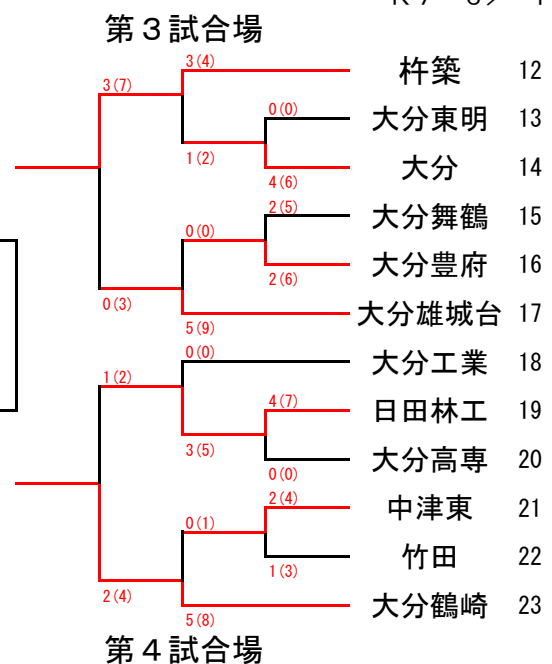 第３試合場
3(4)
杵築 12
3(7)
0(0)
大分東明 13
1(2)
大分 14
4(6)
2(5)
大分舞鶴 15
0(0)
大分豊府 16
2(6)
0(3)
大分雄城台 17
5(9)
0(0)
大分工業 18
1(2)
4(7)
日田林工 19
3(5)
大分高専 20
0(0)
2(4)
中津東 21
0(1)
竹田 22
1(3)
2(4)
大分鶴崎 23
5(8)
第４試合場